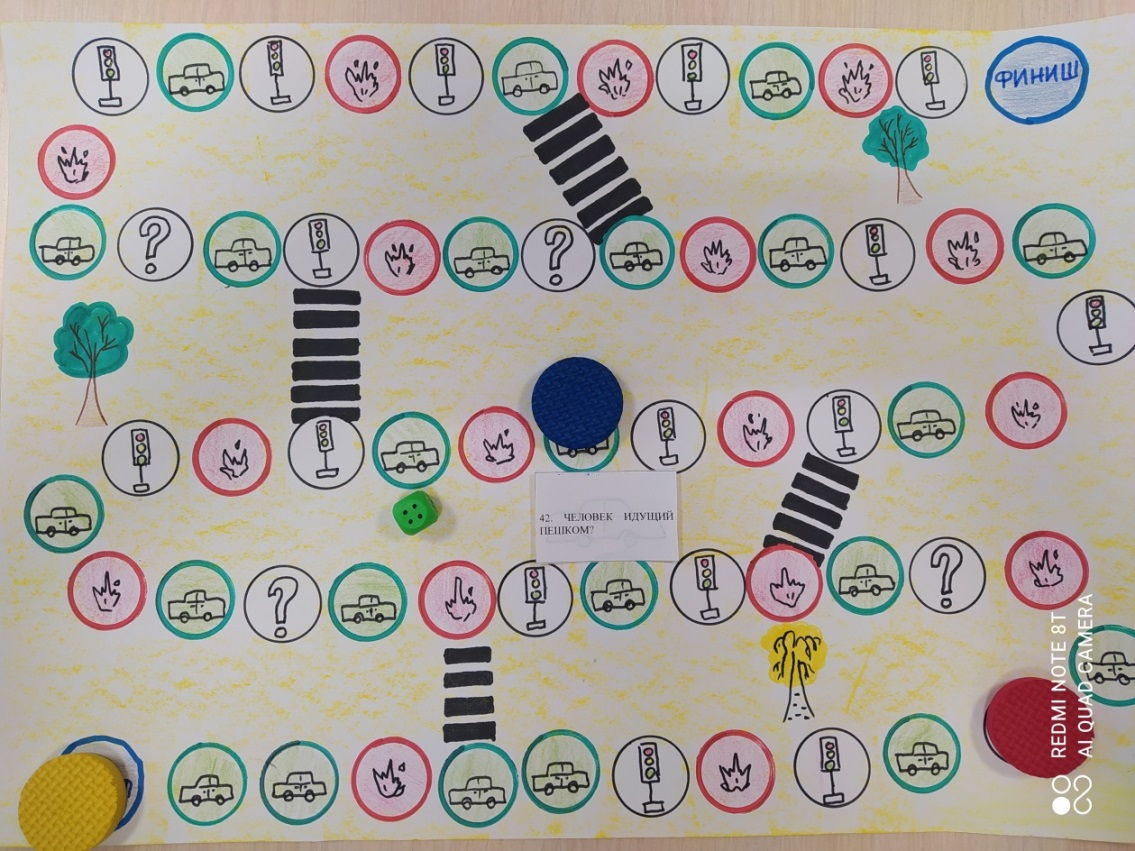 ФИНИШ
?
?
42. ЧЕЛОВЕК ИДУЩИЙ
ПЕШКОМ?
?
?
REDMI NOTE 8T
AI QUAD CAMERA